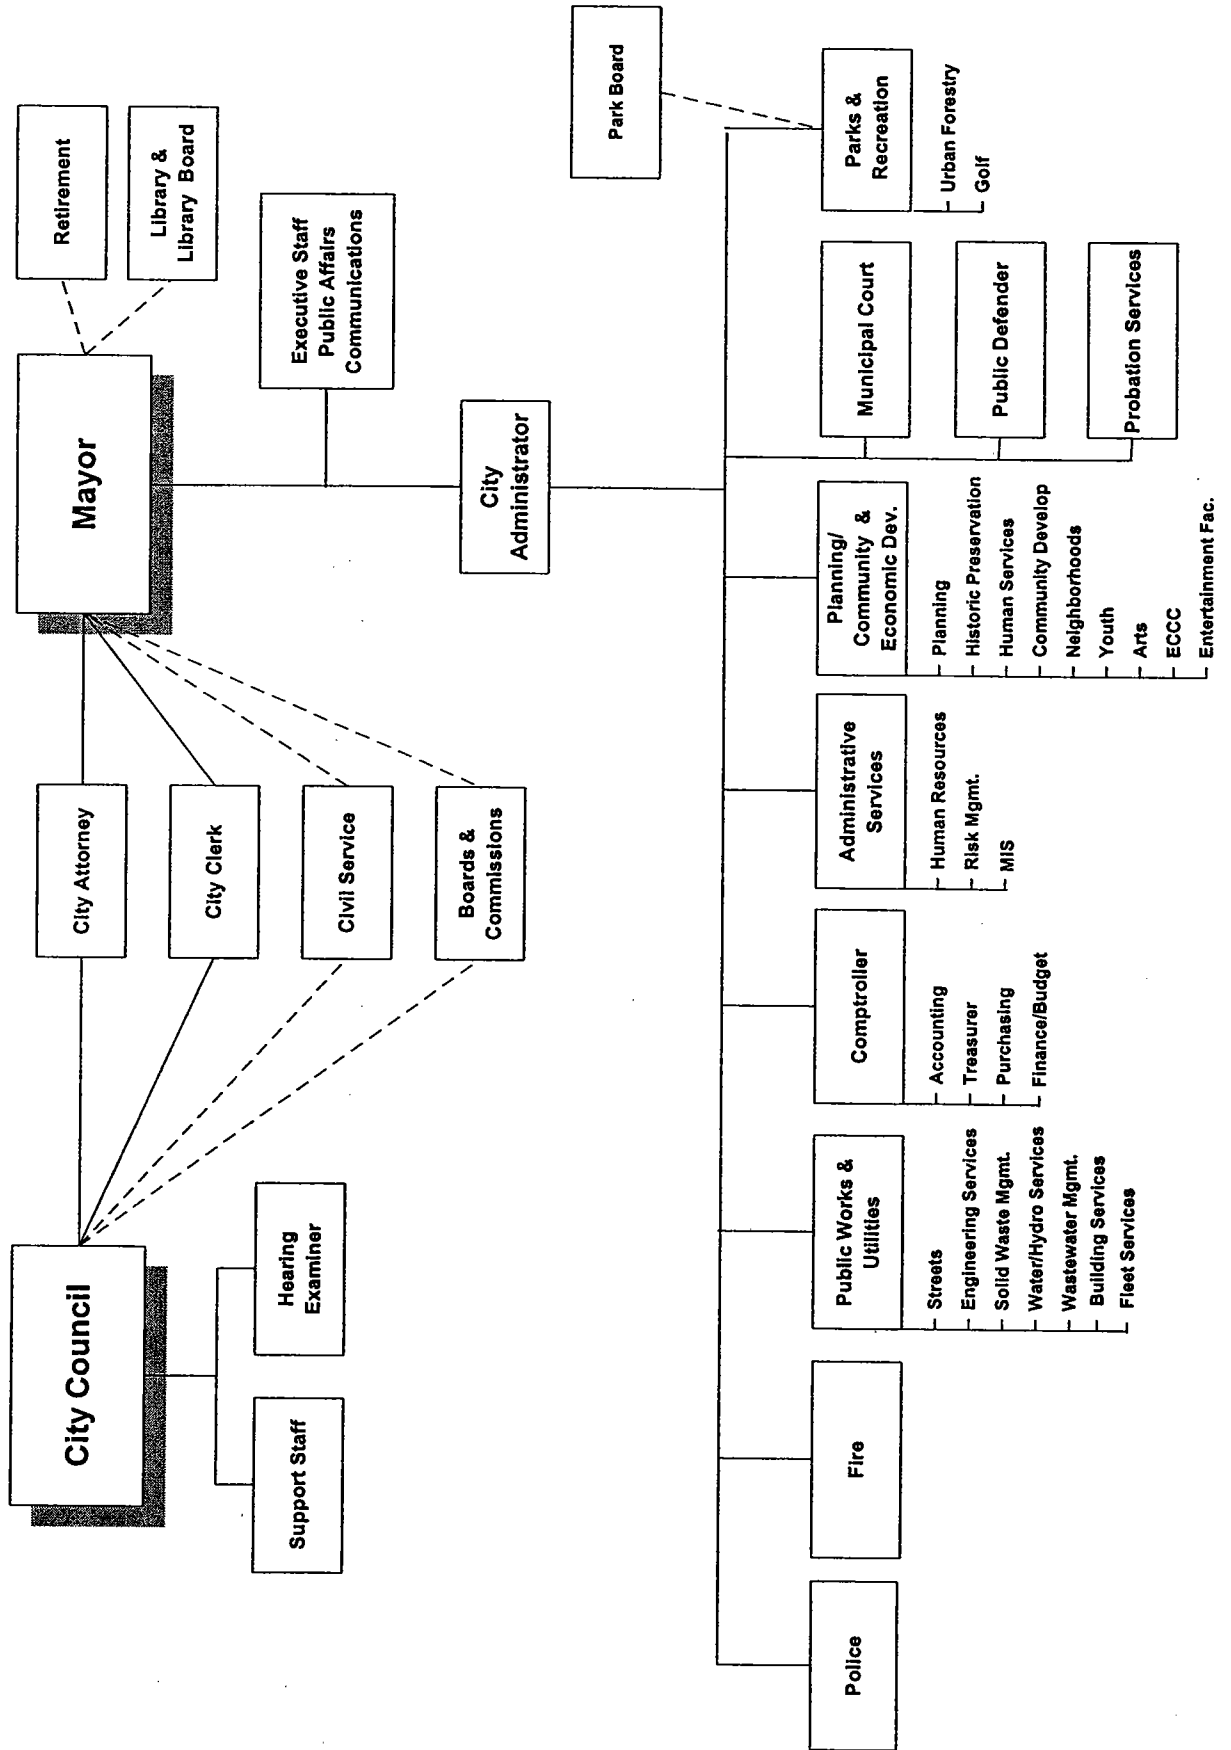 City Council
Mayor
Retirement
Library &
Library Board
City Attorney
City Clerk
Civil Service
Boards &
Commissions
Support Staff
Hearing
Examiner
Executive Staff
Public Affairs
Communications
City
Administrator
Park Board
Police
Fire
Public Works &
Utilities
Streets
Engineering Services
Solid Waste Mgmt.
Water/Hydro Services
Wastewater Mgmt.
Building Services
Fleet Services
Comptroller
Accounting
Treasurer
Purchasing
Finance/Budget
Administrative
Services
Human Resources
Risk Mgmt.
MIS
Planning/
Community &
Economic Dev.
Planning
Historic Preservation
Human Services
Community Develop
Neighborhoods
Youth
Arts
ECCC
Entertainment Fac.
Municipal Court
Public Defender
Probation Services
Parks &
Recreation
Urban Forestry
Golf